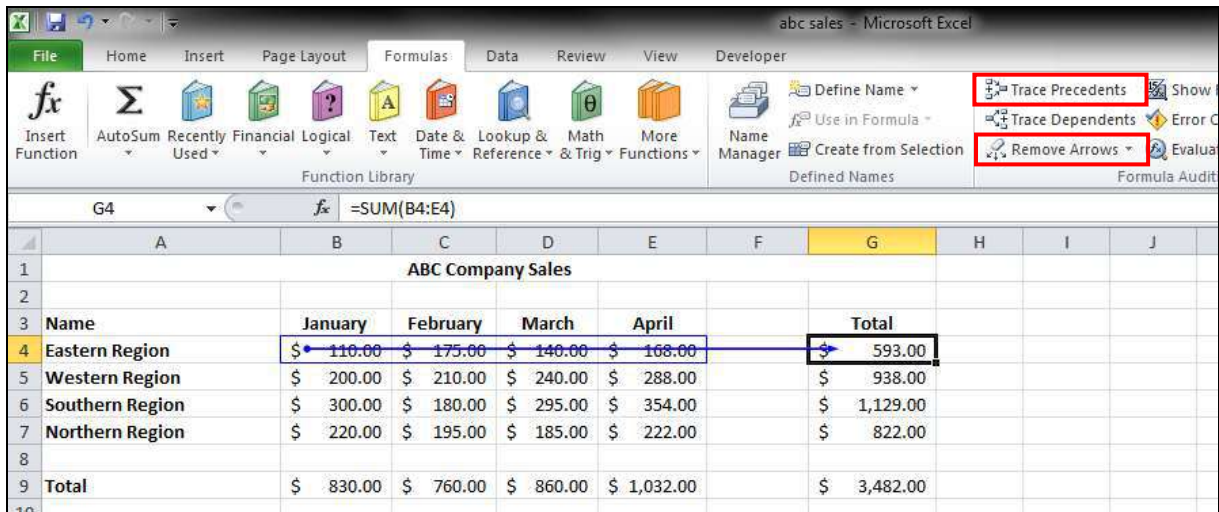 abc sales - Microsoft Excel
File Home Insert Page Layout Formulas Data Review View Developer
fx Insert Function
Σ AutoSum
Recently Used
Financial
? Logical
A Text
Date & Time
Lookup & Reference
θ Math & Trig
More Functions
Function Library
Name Manager
Define Name
Use in Formula
Create from Selection
Defined Names
Trace Precedents
Trace Dependents
Remove Arrows
Show
Error
G4 fx =SUM(B4:E4)
A B C D E F G H I J
1 ABC Company Sales
2
3 Name January February March April Total
4 Eastern Region $ 110.00 $ 175.00 $ 140.00 $ 168.00 $ 593.00
5 Western Region $ 200.00 $ 210.00 $ 240.00 $ 288.00 $ 938.00
6 Southern Region $ 300.00 $ 180.00 $ 295.00 $ 354.00 $ 1,129.00
7 Northern Region $ 220.00 $ 195.00 $ 185.00 $ 222.00 $ 822.00
8
9 Total $ 830.00 $ 760.00 $ 860.00 $ 1,032.00 $ 3,482.00